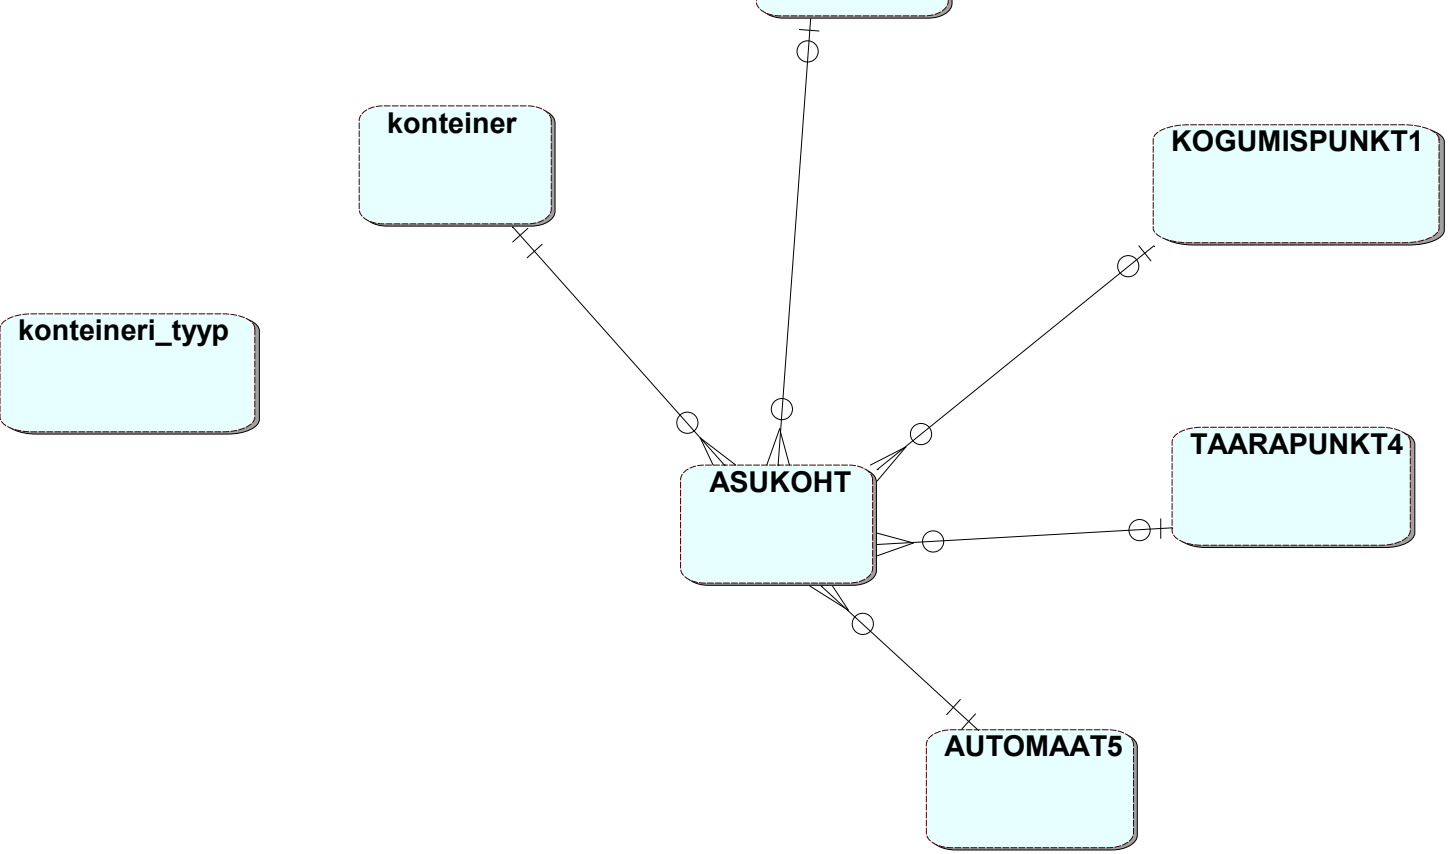 konteiner
KOGUMISPUNKT1
konteineri_tyyp
TAARAPUNKT4
ASUKOHT
AUTOMAAT5